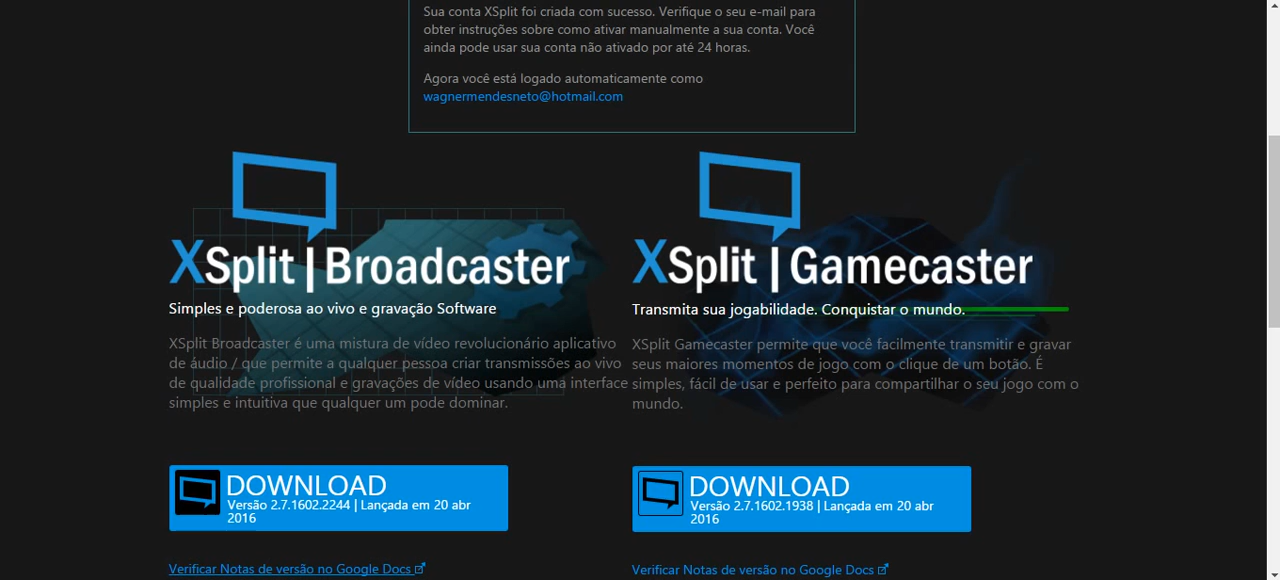 Sua conta XSplit foi criada com sucesso. Verifique o seu e-mail para
obter instruções sobre como ativar manualmente a sua conta. Você
ainda pode usar sua conta não ativado por até 24 horas.
Agora você está logado automaticamente como
wagnermendesneto@hotmail.com
XSplit | Broadcaster
Simples e poderosa ao vivo e gravação Software
XSplit Broadcaster é uma mistura de vídeo revolucionário aplicativo
de áudio / que permite a qualquer pessoa criar transmissões ao vivo
de qualidade profissional e gravações de vídeo usando uma interface
simples e intuitiva que qualquer um pode dominar.
DOWNLOAD
Versão 2.7.1602.2244 | Lançada em 20 abr
2016
Verificar Notas de versão no Google Docs
XSplit | Gamecaster
Transmita sua jogabilidade. Conquistar o mundo.
XSplit Gamecaster permite que você facilmente transmitir e gravar
seus maiores momentos de jogo com o clique de um botão. É
simples, fácil de usar e perfeito para compartilhar o seu jogo com o
mundo.
DOWNLOAD
Versão 2.7.1602.1938 | Lançada em 20 abr
2016
Verificar Notas de versão no Google Docs